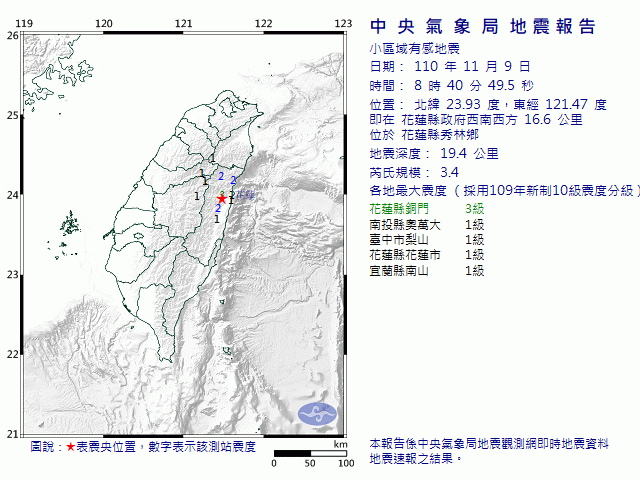 中央氣象局地震報告
小區域有感地震
日期： 110 年 11 月 9 日
時間： 8 時 40 分 49.5 秒
位置： 北緯 23.93 度，東經 121.47 度
即在 花蓮縣政府西南西方 16.6 公里
位於 花蓮縣秀林鄉
地震深度： 19.4 公里
芮氏規模： 3.4
各地最大震度（採用109年新制10級震度分級）
花蓮縣銅門 3級
南投縣奧萬大 1級
臺中市梨山 1級
花蓮縣花蓮市 1級
宜蘭縣南山 1級
本報告係中央氣象局地震觀測網即時地震資料
地震速報之結果。
119 120 121 122 123
26
25
24
23
22
21
1
1
2
2
1
1
2
1
2
1
圖說：★表震央位置，數字表示該測站震度
km
0 50 100